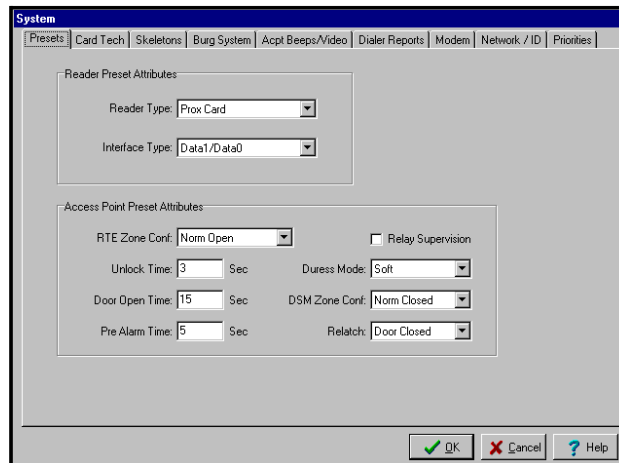 System
Presets Card Tech Skeletons Burg System Acpt Beeps/Video Dialer Reports Modem Network / ID Priorities
Reader Preset Attributes
Reader Type: Prox Card
Interface Type: Data1/Data0
Access Point Preset Attributes
RTE Zone Conf: Norm Open Relay Supervision
Unlock Time: 3 Sec Duress Mode: Soft
Door Open Time: 15 Sec DSM Zone Conf: Norm Closed
Pre Alarm Time: 5 Sec Relatch: Door Closed
OK Cancel ? Help